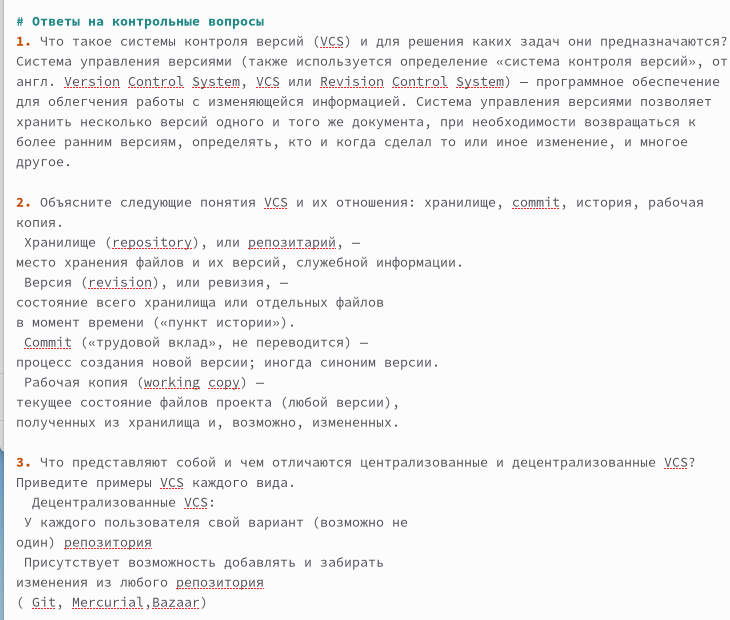 # Ответы на контрольные вопросы
1. Что такое системы контроля версий (VCS) и для решения каких задач они предназначаются?
Система управления версиями (также используется определение «система контроля версий», от
англ. Version Control System, VCS или Revision Control System) — программное обеспечение
для облегчения работы с изменяющейся информацией. Система управления версиями позволяет
хранить несколько версий одного и того же документа, при необходимости возвращаться к
более ранним версиям, определять, кто и когда сделал то или иное изменение, и многое
другое.
2. Объясните следующие понятия VCS и их отношения: хранилище, commit, история, рабочая
копия.
Хранилище (repository), или репозитарий, —
место хранения файлов и их версий, служебной информации.
Версия (revision), или ревизия, —
состояние всего хранилища или отдельных файлов
в момент времени («пункт истории»).
Commit («трудовой вклад», не переводится) —
процесс создания новой версии; иногда синоним версии.
Рабочая копия (working copy) —
текущее состояние файлов проекта (любой версии),
полученных из хранилища и, возможно, измененных.
3. Что представляют собой и чем отличаются централизованные и децентрализованные VCS?
Приведите примеры VCS каждого вида.
Децентрализованные VCS:
У каждого пользователя свой вариант (возможно не
один) репозитория
Присутствует возможность добавлять и забирать
изменения из любого репозитория
( Git, Mercurial,Bazaar)